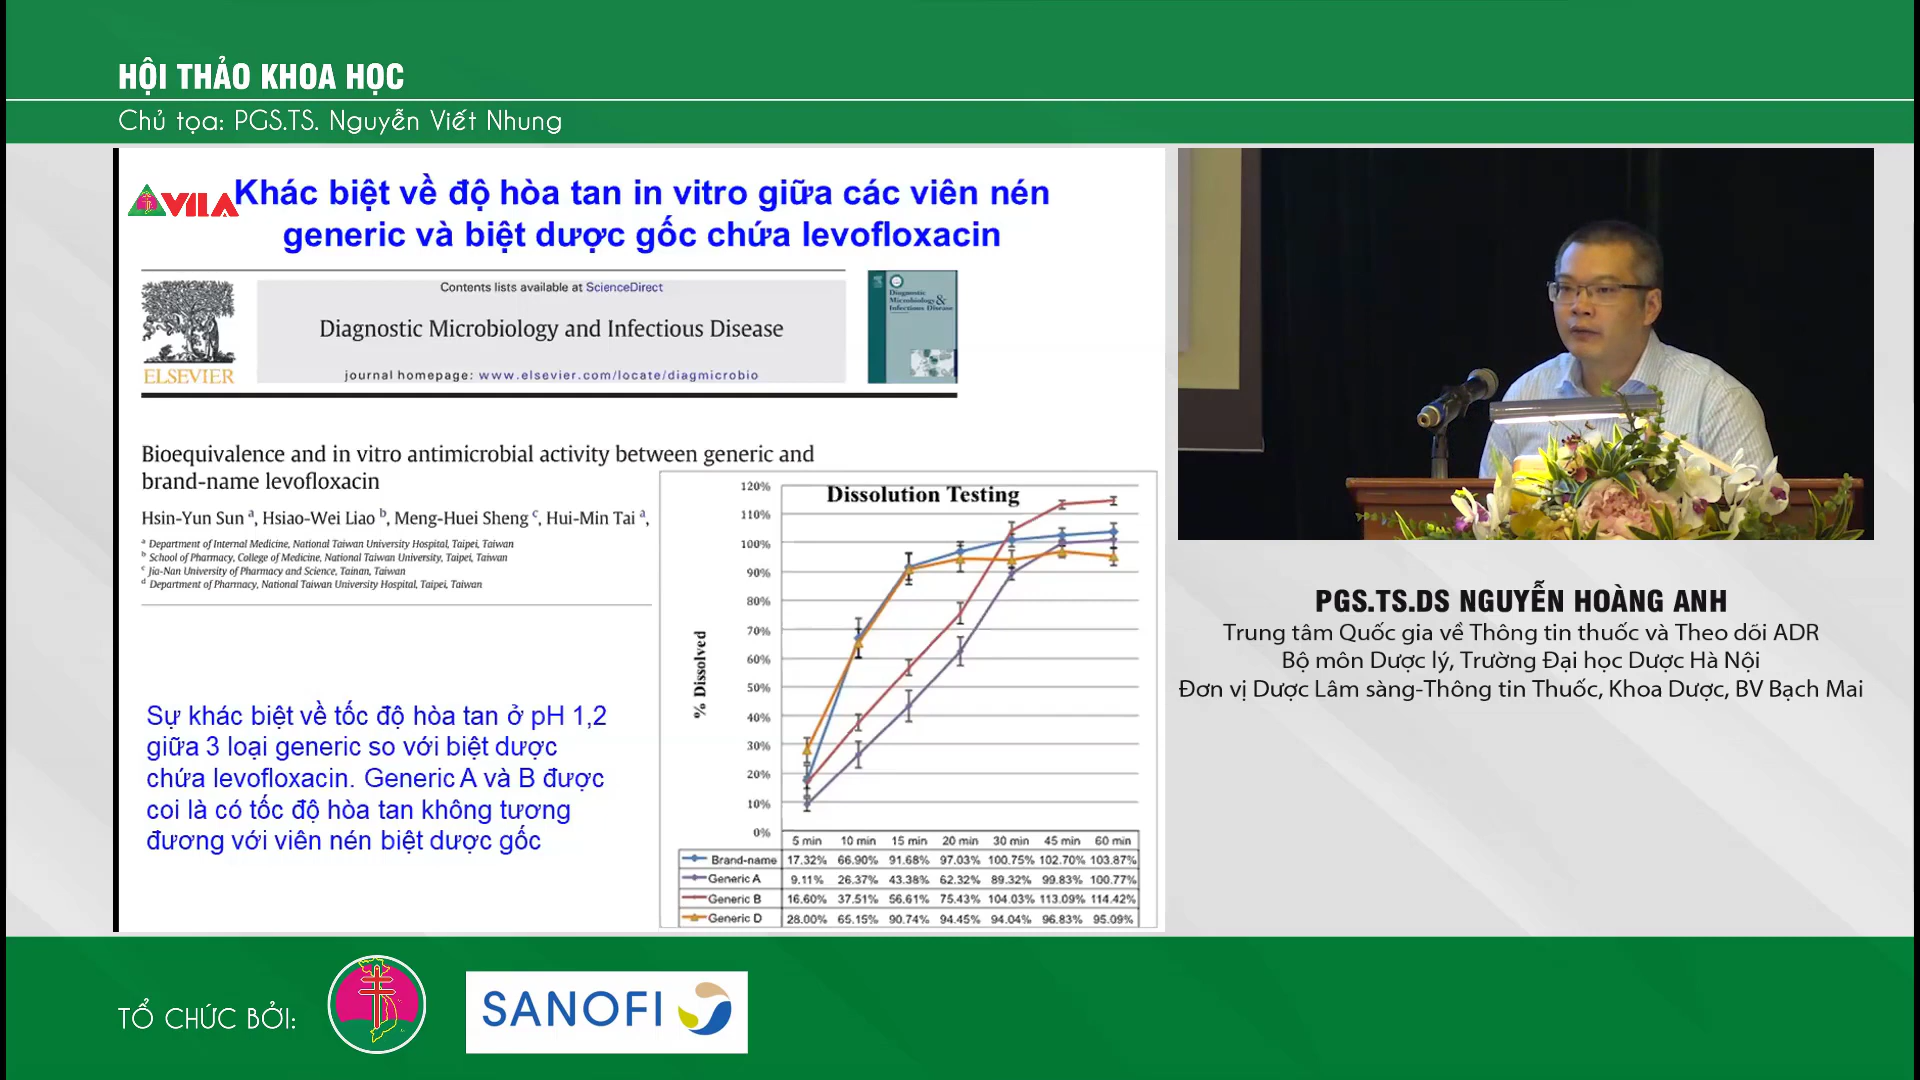 HỘI THẢO KHOA HỌC
Chủ tọa: PGS.TS. Nguyễn Viết Nhung
VILA
Khác biệt về độ hòa tan in vitro giữa các viên nén
generic và biệt dược gốc chứa levofloxacin
Contents lists available at ScienceDirect
Diagnostic Microbiology and Infectious Disease
journal homepage: www.elsevier.com/locate/diagmicrobio
ELSEVIER
Diagnostic
Microbiology &
Infectious Disease
Bioequivalence and in vitro antimicrobial activity between generic and
brand-name levofloxacin
Hsin-Yun Sun a, Hsiao-Wei Liao b, Meng-Huei Sheng c, Hui-Min Tai a,
a Department of Internal Medicine, National Taiwan University Hospital, Taipei, Taiwan
b School of Pharmacy, College of Medicine, National Taiwan University, Taipei, Taiwan
c Jia-Nan University of Pharmacy and Science, Tainan, Taiwan
d Department of Pharmacy, National Taiwan University Hospital, Taipei, Taiwan
Sự khác biệt về tốc độ hòa tan ở pH 1,2
giữa 3 loại generic so với biệt dược
chứa levofloxacin. Generic A và B được
coi là có tốc độ hòa tan không tương
đương với viên nén biệt dược gốc
Dissolution Testing
% Dissolved
120%
110%
100%
90%
80%
70%
60%
50%
40%
30%
20%
10%
0%
5 min 10 min 15 min 20 min 30 min 45 min 60 min
Brand-name 17.32% 66.90% 91.68% 97.03% 100.75% 102.70% 103.87%
Generic A 9.11% 26.37% 43.38% 62.32% 89.32% 99.83% 100.77%
Generic B 16.60% 37.51% 56.61% 75.43% 104.03% 113.09% 114.42%
Generic D 28.00% 65.15% 90.74% 94.45% 94.04% 96.83% 95.09%
PGS.TS.DS NGUYỄN HOÀNG ANH
Trung tâm Quốc gia về Thông tin thuốc và Theo dõi ADR
Bộ môn Dược lý, Trường Đại học Dược Hà Nội
Đơn vị Dược Lâm sàng-Thông tin Thuốc, Khoa Dược, BV Bạch Mai
TỔ CHỨC BỞI:
SANOFI